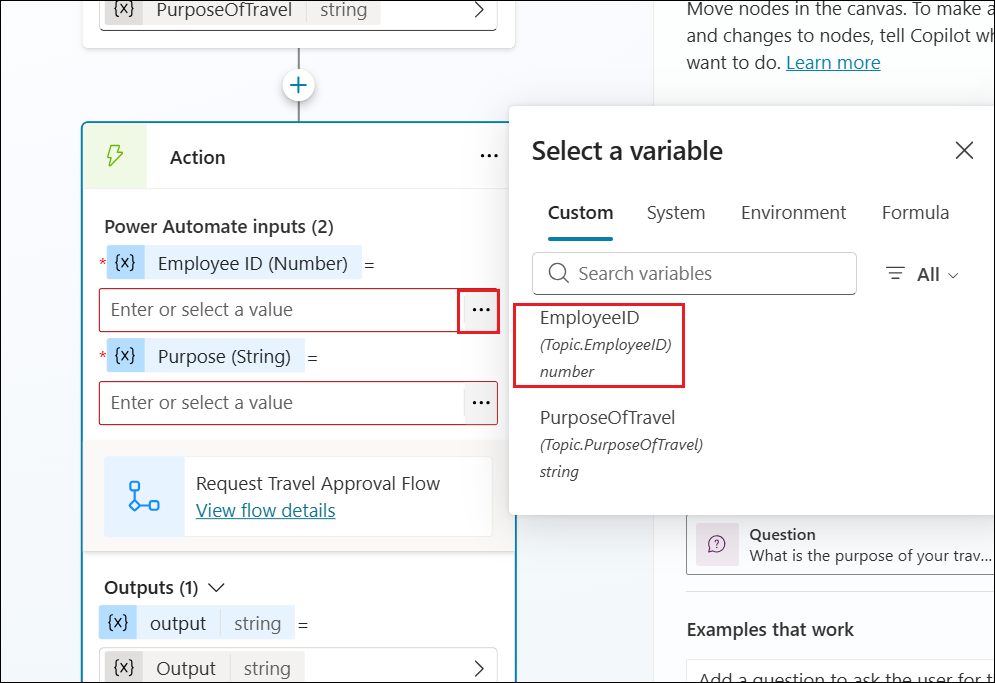 {x} PurposeOfTravel string
Action
Power Automate inputs (2)
* {x} Employee ID (Number) =
Enter or select a value
* {x} Purpose (String) =
Enter or select a value
Request Travel Approval Flow
View flow details
Outputs (1)
{x} output string =
{x} Output string
Move nodes in the canvas. To make a
and changes to nodes, tell Copilot wh
want to do. Learn more
Select a variable
Custom System Environment Formula
Search variables
All
EmployeeID
(Topic.EmployeeID)
number
PurposeOfTravel
(Topic.PurposeOfTravel)
string
Question
What is the purpose of your trav...
Examples that work
Add a question to ask the user for t